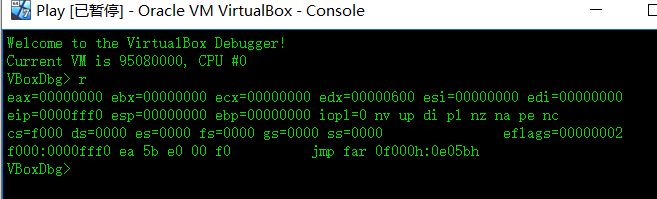 Play [已暂停] - Oracle VM VirtualBox - Console
Welcome to the VirtualBox Debugger!
Current VM is 95080000, CPU #0
VBoxDbg> r
eax=00000000 ebx=00000000 ecx=00000000 edx=00000600 esi=00000000 edi=00000000
eip=0000fff0 esp=00000000 ebp=00000000 iopl=0 nv up di pl nz na pe nc
cs=f000 ds=0000 es=0000 fs=0000 gs=0000 ss=0000 eflags=00000002
f000:0000fff0 ea 5b e0 00 f0 jmp far 0f000h:0e05bh
VBoxDbg>